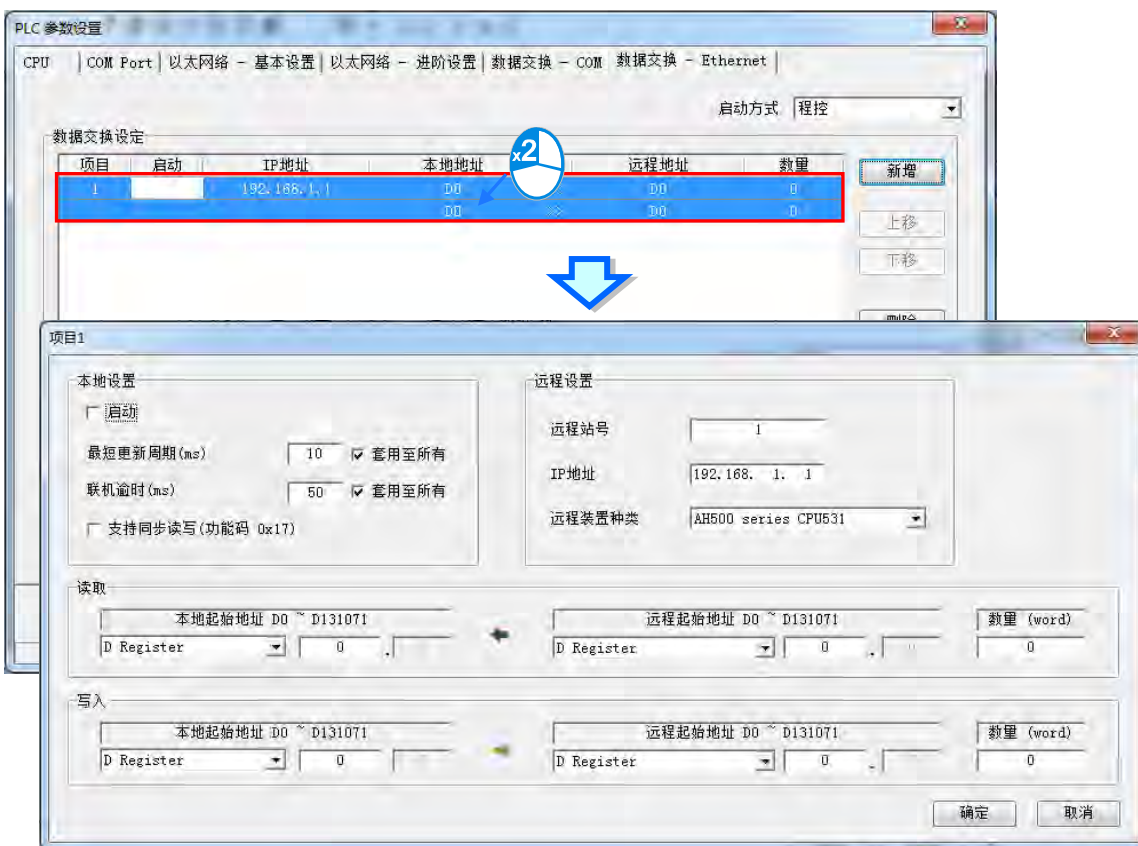 PLC 参数设置
CPU COM Port 以太网络 - 基本设置 以太网络 - 进阶设置 数据交换 - COM 数据交换 - Ethernet
启动方式 程控
数据交换设定
项目 启动 IP地址 本地地址 远程地址 数量
新增
1 192.168.1.1 D0 D0 0
D0 => D0 0
x2
上移
下移
删除
项目1
本地设置
启动
最短更新周期(ms) 10 套用至所有
联机逾时(ms) 50 套用至所有
支持同步读写(功能码 0x17)
远程设置
远程站号 1
IP地址 192.168. 1. 1
远程装置种类 AH500 series CPU531
读取
本地起始地址 D0 ~ D131071 远程起始地址 D0 ~ D131071 数量 (word)
D Register 0 . D Register 0 . 0
写入
本地起始地址 D0 ~ D131071 远程起始地址 D0 ~ D131071 数量 (word)
D Register 0 D Register 0 . 0
确定 取消